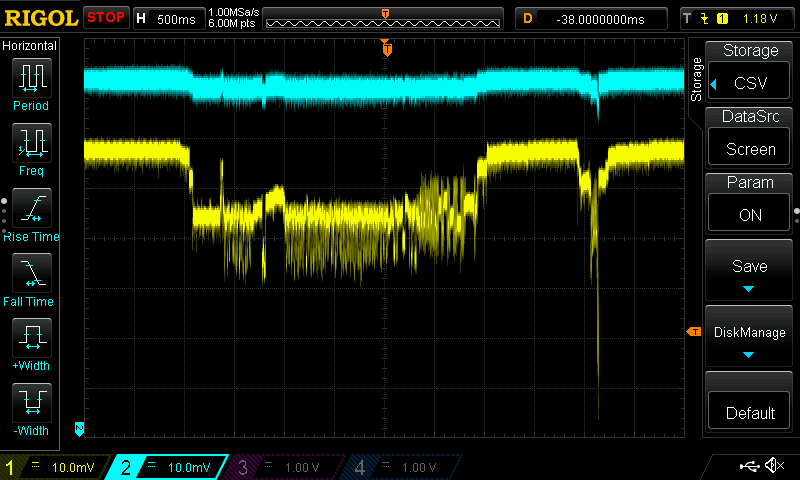 RIGOL STOP H 500ms 1.00MSa/s D -38.0000000ms T 1 1.18 V
6.00M pts
T
Horizontal
Period
Freq
Rise Time
Fall Time
+Width
-Width
T
T
2
Storage
Storage
CSV
DataSrc
Screen
Param
ON
Save
DiskManage
Default
1 10.0mV 2 10.0mV 3 1.00 V 4 1.00 V